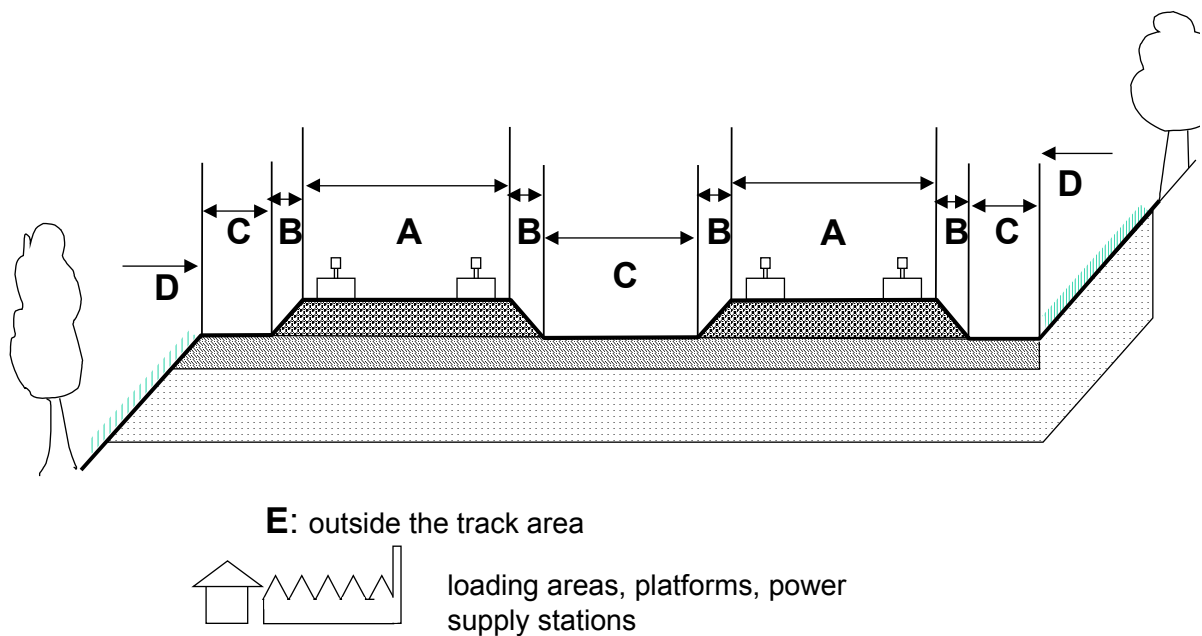 D
C
B
A
B
C
B
A
B
C
D
E: outside the track area
loading areas, platforms, power
supply stations